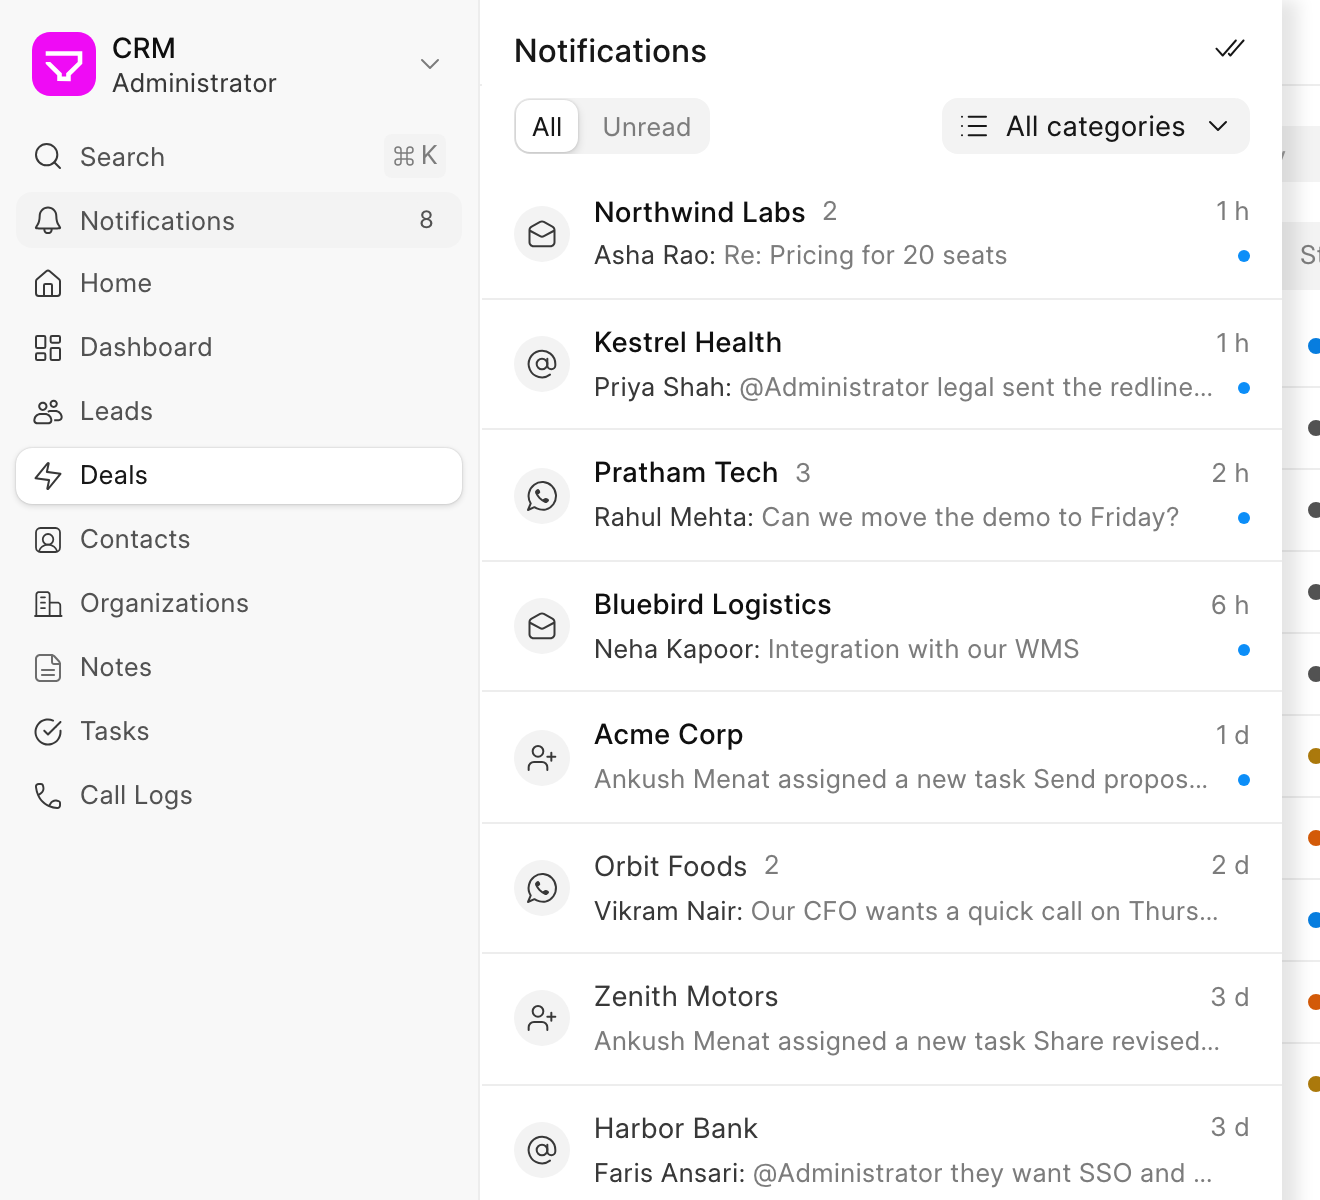 CRM
Administrator
Search ⌘ K
Notifications 8
Home
Dashboard
Leads
Deals
Contacts
Organizations
Notes
Tasks
Call Logs
Notifications
All Unread All categories
Northwind Labs 2 1 h
Asha Rao: Re: Pricing for 20 seats
Kestrel Health 1 h
Priya Shah: @Administrator legal sent the redline...
Pratham Tech 3 2 h
Rahul Mehta: Can we move the demo to Friday?
Bluebird Logistics 6 h
Neha Kapoor: Integration with our WMS
Acme Corp 1 d
Ankush Menat assigned a new task Send propos...
Orbit Foods 2 2 d
Vikram Nair: Our CFO wants a quick call on Thurs...
Zenith Motors 3 d
Ankush Menat assigned a new task Share revised...
Harbor Bank 3 d
Faris Ansari: @Administrator they want SSO and ...